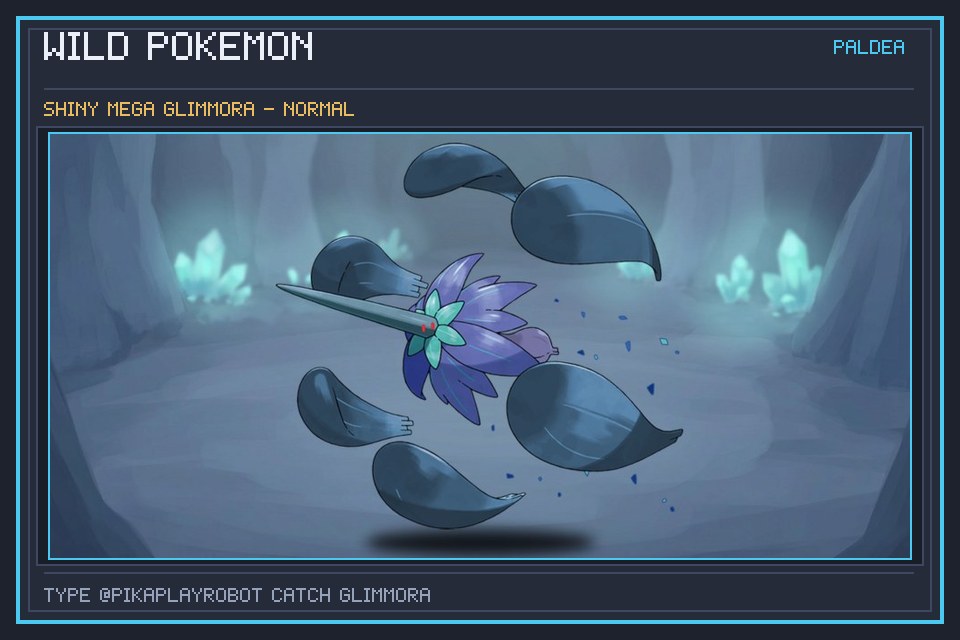 WILD POKEMON
PALDEA
SHINY MEGA GLIMMORA - NORMAL
TYPE @PIKAPLAYROBOT CATCH GLIMMORA